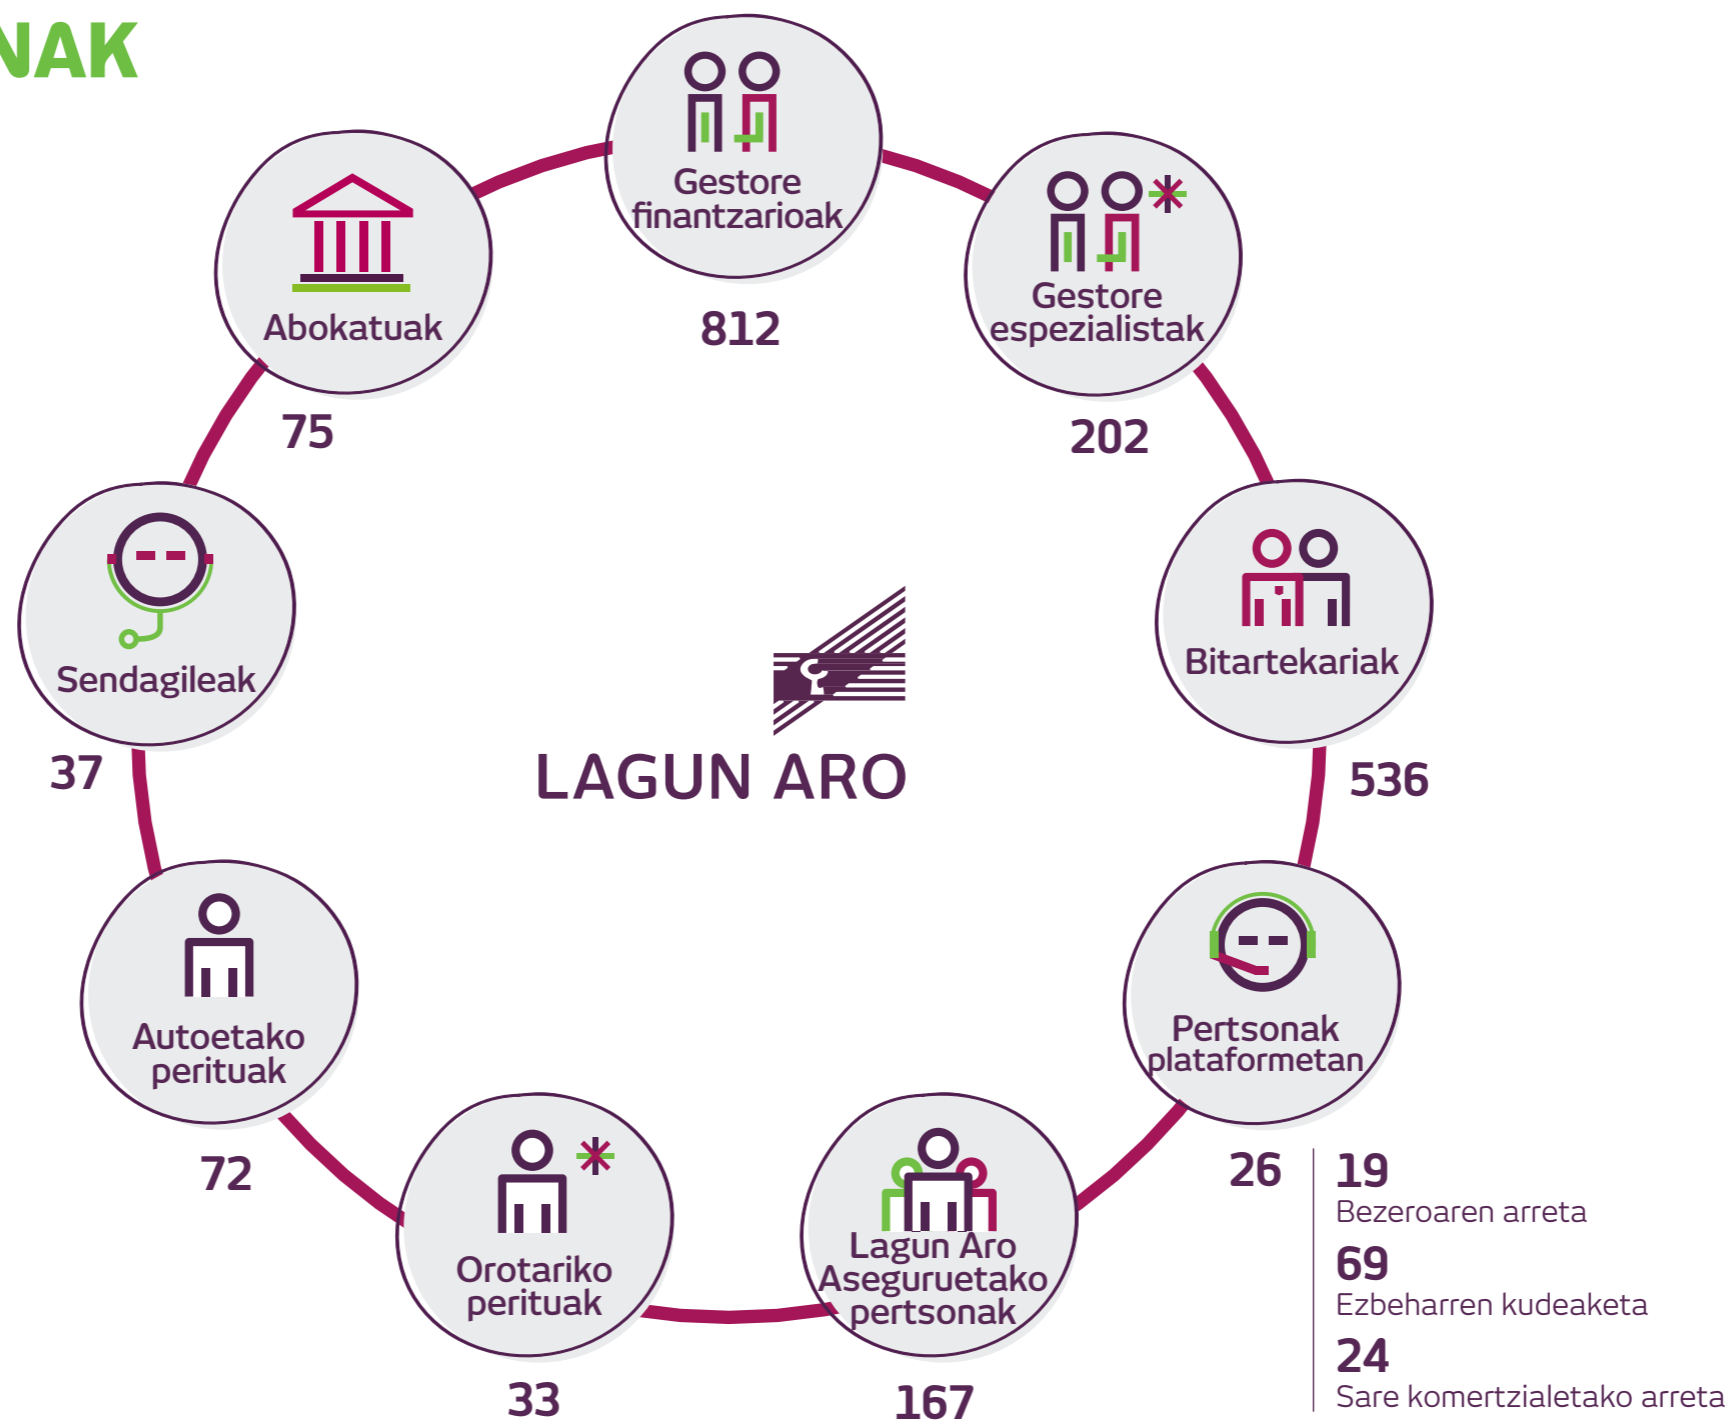 NAK
Gestore
finantzarioak
812
Gestore
espezialistak
202
Bitartekariak
536
Pertsonak
plataformetan
26
19
Bezeroaren arreta
69
Ezbeharren kudeaketa
24
Sare komertzialetako arreta
Lagun Aro
Aseguruetako
pertsonak
167
Orotariko
perituak
33
Autoetako
perituak
72
Sendagileak
37
Abokatuak
75
LAGUN ARO